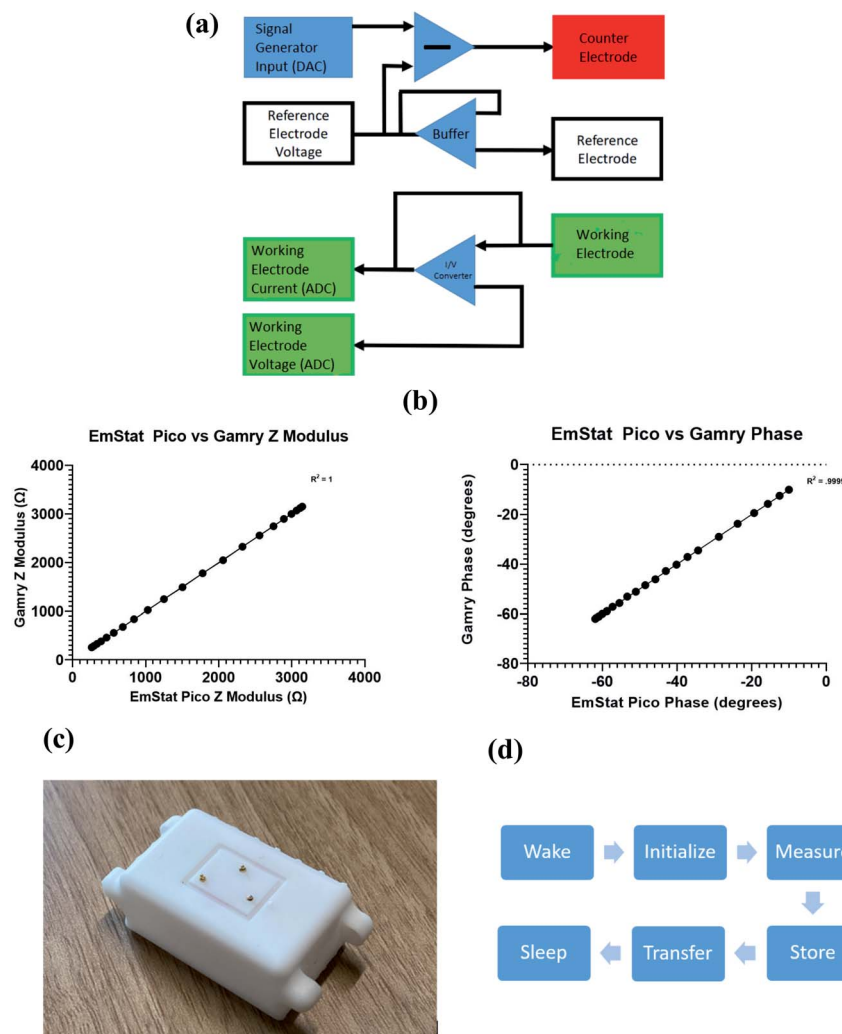 (a)
Signal
Generator
Input (DAC)
Counter
Electrode
Reference
Electrode
Voltage
Buffer
Reference
Electrode
Working
Electrode
Current (ADC)
I/V
Converter
Working
Electrode
Working
Electrode
Voltage (ADC)
(b)
EmStat Pico vs Gamry Z Modulus
Gamry Z Modulus (Ω)
4000
3000
2000
1000
0
R² = 1
0 1000 2000 3000 4000
EmStat Pico Z Modulus (Ω)
EmStat Pico vs Gamry Phase
Gamry Phase (degrees)
0
-20
-40
-60
-80
R² = .9999
-80 -60 -40 -20 0
EmStat Pico Phase (degrees)
(c)
(d)
Wake
Initialize
Measure
Sleep
Transfer
Store